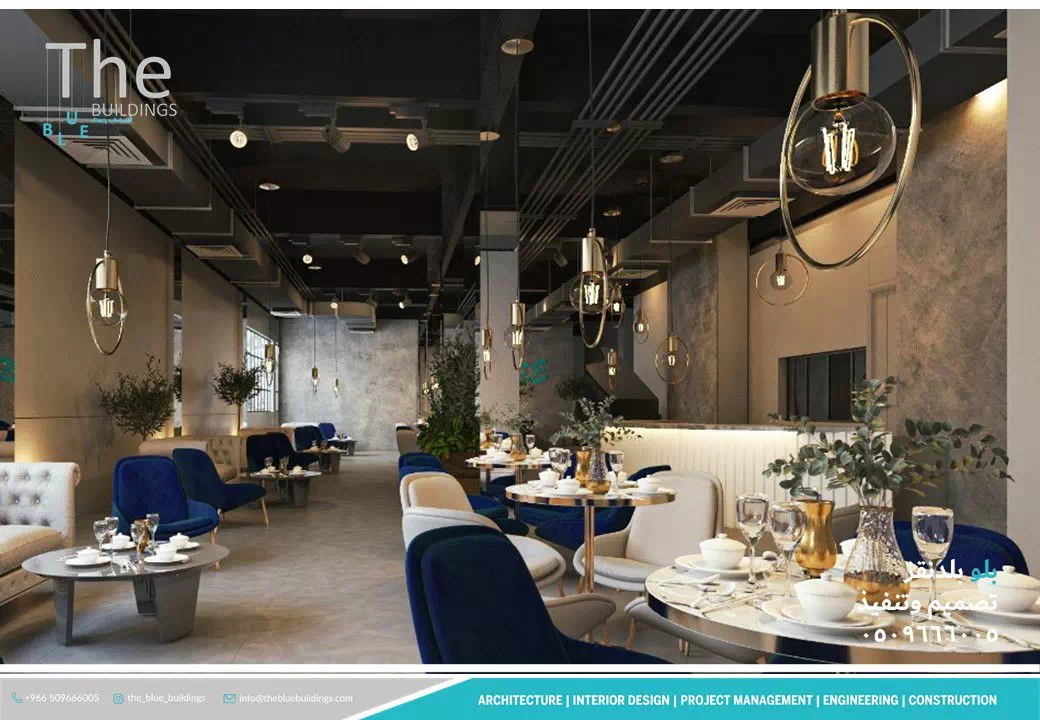 The
BUILDINGS
BLUE
بلو بلدنقز
تصميم وتنفيذ
٠٥٠٩٦٦٦٠٠٥
+966 509666005
the_blue_buildings
info@thebluebuildings.com
ARCHITECTURE | INTERIOR DESIGN | PROJECT MANAGEMENT | ENGINEERING | CONSTRUCTION